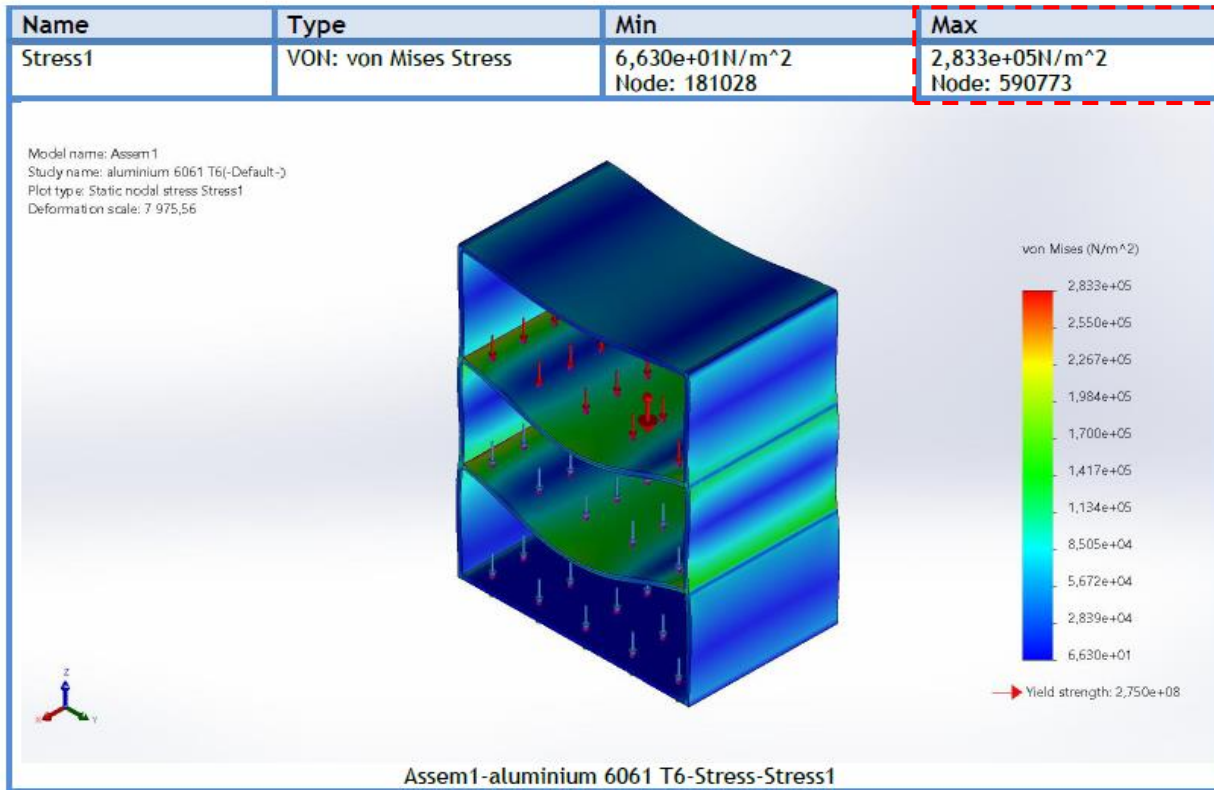 Name Type Min Max
Stress1 VON: von Mises Stress 6,630e+01N/m^2 2,833e+05N/m^2
Node: 181028 Node: 590773
Model name: Assem1
Study name: aluminium 6061 T6(-Default-)
Plot type: Static nodal stress Stress1
Deformation scale: 7 975,56
von Mises (N/m^2)
2,833e+05
2,550e+05
2,267e+05
1,984e+05
1,700e+05
1,417e+05
1,134e+05
8,505e+04
5,672e+04
2,839e+04
6,630e+01
Yield strength: 2,750e+08
Z
X
Y
Assem1-aluminium 6061 T6-Stress-Stress1